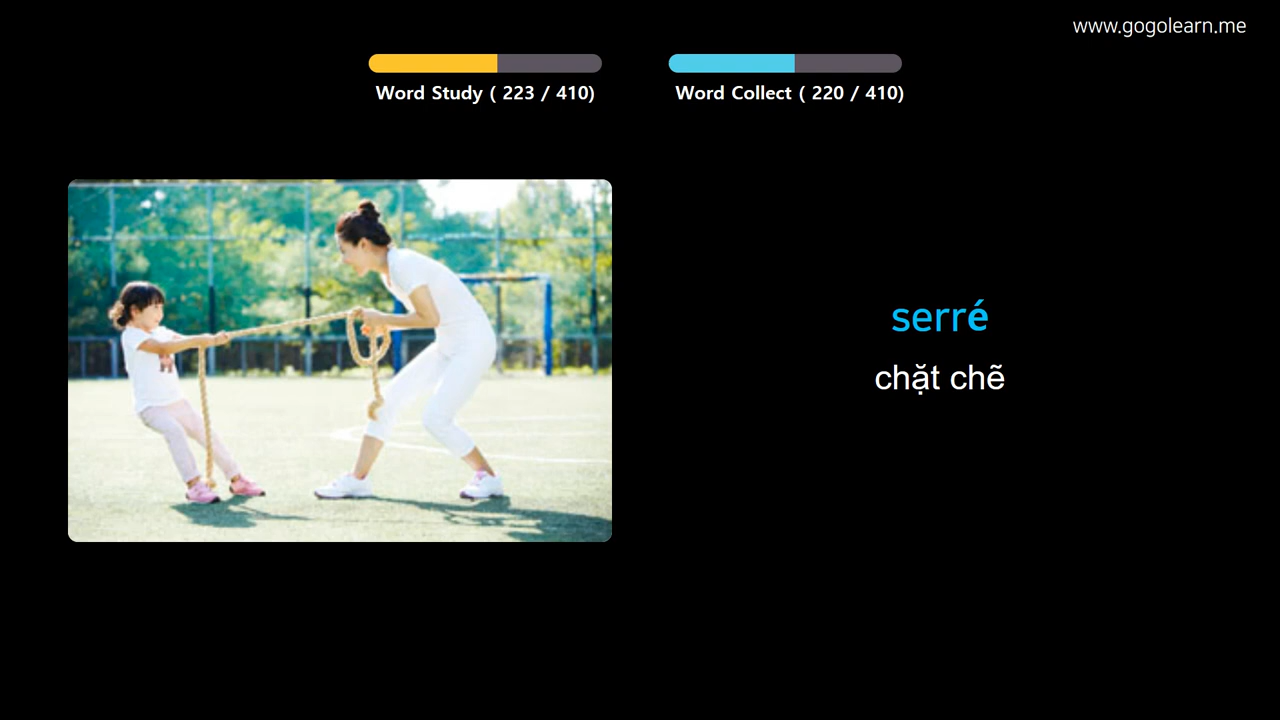 www.gogolearn.me
Word Study ( 223 / 410)
Word Collect ( 220 / 410)
serré
chặt chẽ